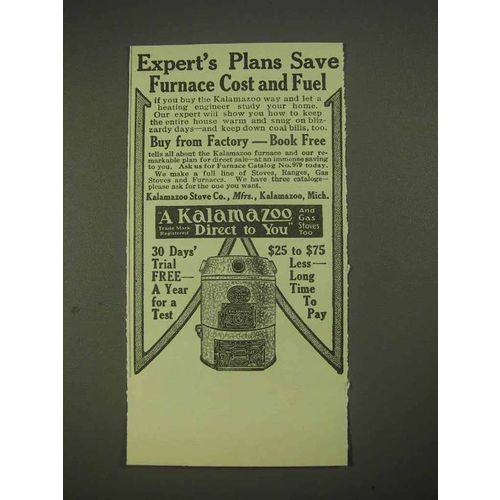 Expert's Plans Save
Furnace Cost and Fuel
if you buy the Kalamazoo way and let a
heating engineer study your home.
Our expert will show you how to keep
the entire house warm and snug on bliz-
zardy days—and keep down coal bills, too.
Buy from Factory — Book Free
tells all about the Kalamazoo furnace and our re-
markable plan for direct sale—at an immense saving
to you. Ask us for Furnace Catalog No. 979 today.
We make a full line of Stoves, Ranges, Gas
Stoves and Furnaces. We have three catalogs—
please ask for the one you want.
Kalamazoo Stove Co., Mfrs., Kalamazoo, Mich.
"A Kalamazoo
Trade Mark
Registered
Direct to You"
And
Gas
Stoves
Too
30 Days'
Trial
FREE—
A Year
for a
Test
$25 to $75
Less—
Long
Time
To
Pay